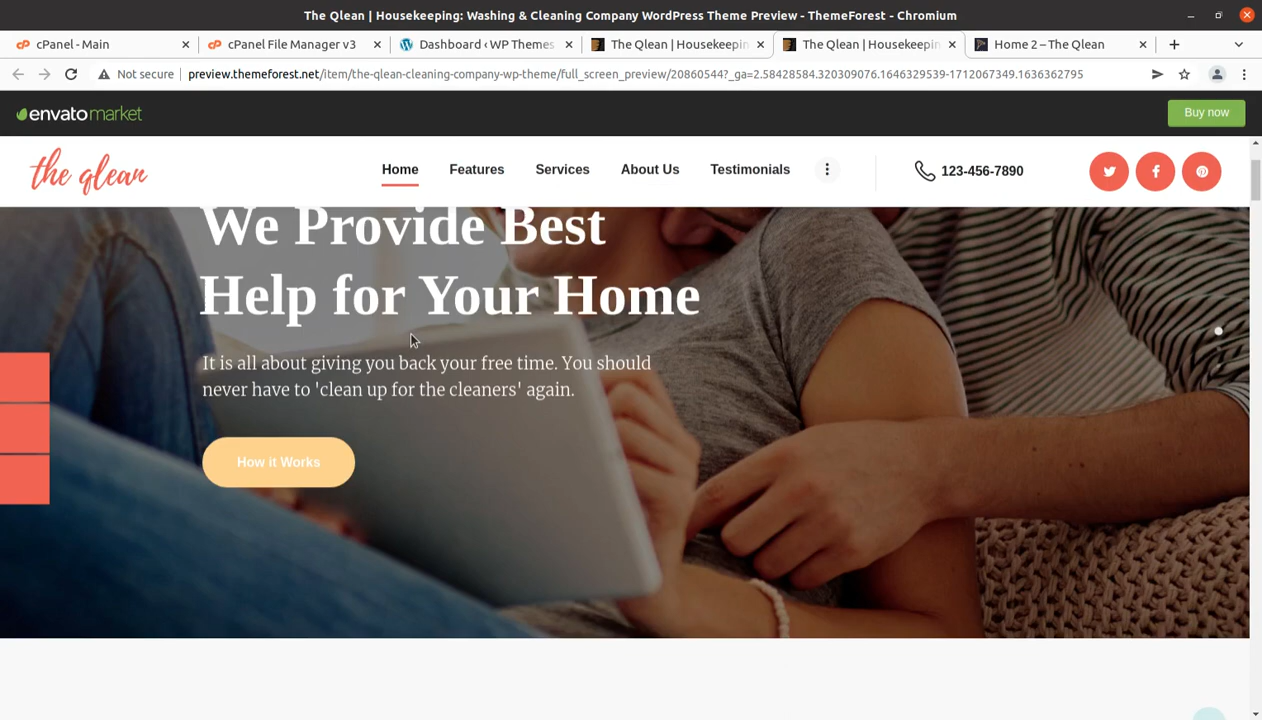 The Qlean | Housekeeping: Washing & Cleaning Company WordPress Theme Preview - ThemeForest - Chromium
cPanel - Main
cPanel File Manager v3
Dashboard ‹ WP Themes
The Qlean | Housekeepin
The Qlean | Housekeepin
Home 2 – The Qlean
Not secure
preview.themeforest.net/item/the-qlean-cleaning-company-wp-theme/full_screen_preview/20860544?_ga=2.58428584.320309076.1646329539-1712067349.1636362795
envatomarket
Buy now
the qlean
Home
Features
Services
About Us
Testimonials
123-456-7890
We Provide Best
Help for Your Home
It is all about giving you back your free time. You should
never have to 'clean up for the cleaners' again.
How it Works